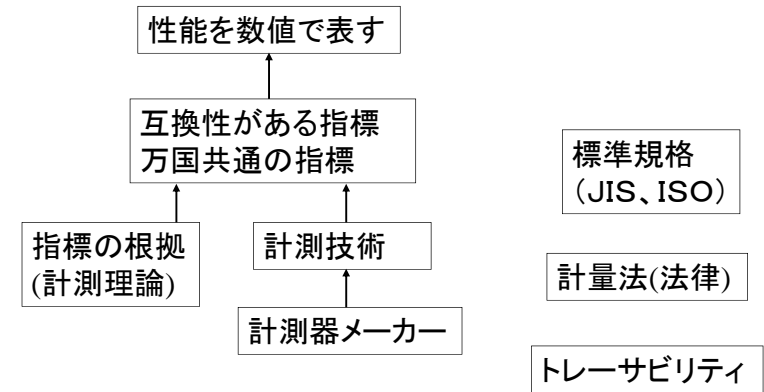 性能を数値で表す
互換性がある指標
万国共通の指標
標準規格
（ＪＩＳ、ＩＳＯ）
指標の根拠
(計測理論)
計測技術
計量法(法律)
計測器メーカー
トレーサビリティ